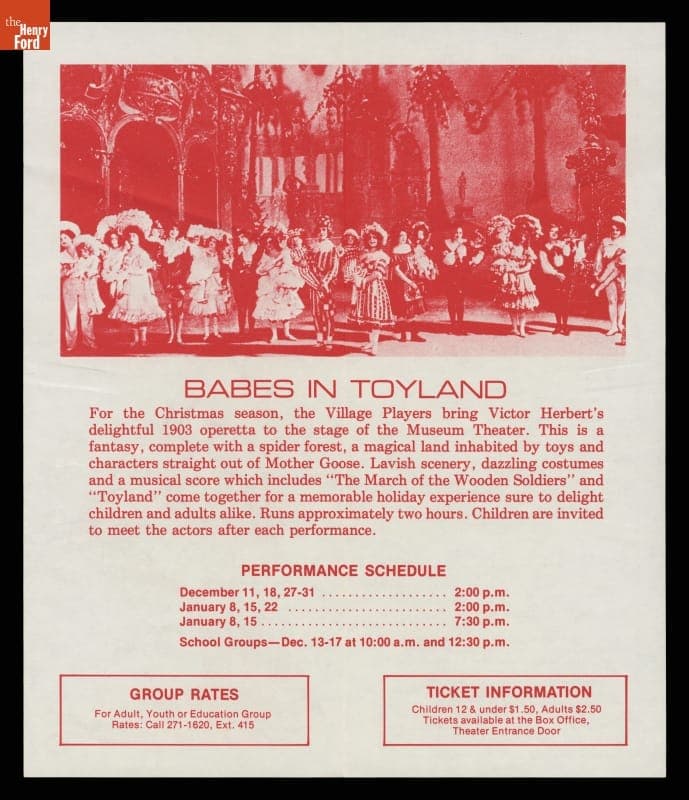 the
Henry
Ford
BABES IN TOYLAND
For the Christmas season, the Village Players bring Victor Herbert's
delightful 1903 operetta to the stage of the Museum Theater. This is a
fantasy, complete with a spider forest, a magical land inhabited by toys and
characters straight out of Mother Goose. Lavish scenery, dazzling costumes
and a musical score which includes "The March of the Wooden Soldiers" and
"Toyland" come together for a memorable holiday experience sure to delight
children and adults alike. Runs approximately two hours. Children are invited
to meet the actors after each performance.
PERFORMANCE SCHEDULE
December 11, 18, 27-31 ................... 2:00 p.m.
January 8, 15, 22 ........................ 2:00 p.m.
January 8, 15............................ 7:30 p.m.
School Groups—Dec. 13-17 at 10:00 a.m. and 12:30 p.m.
GROUP RATES
For Adult, Youth or Education Group
Rates: Call 271-1620, Ext. 415
TICKET INFORMATION
Children 12 & under $1.50, Adults $2.50
Tickets available at the Box Office,
Theater Entrance Door